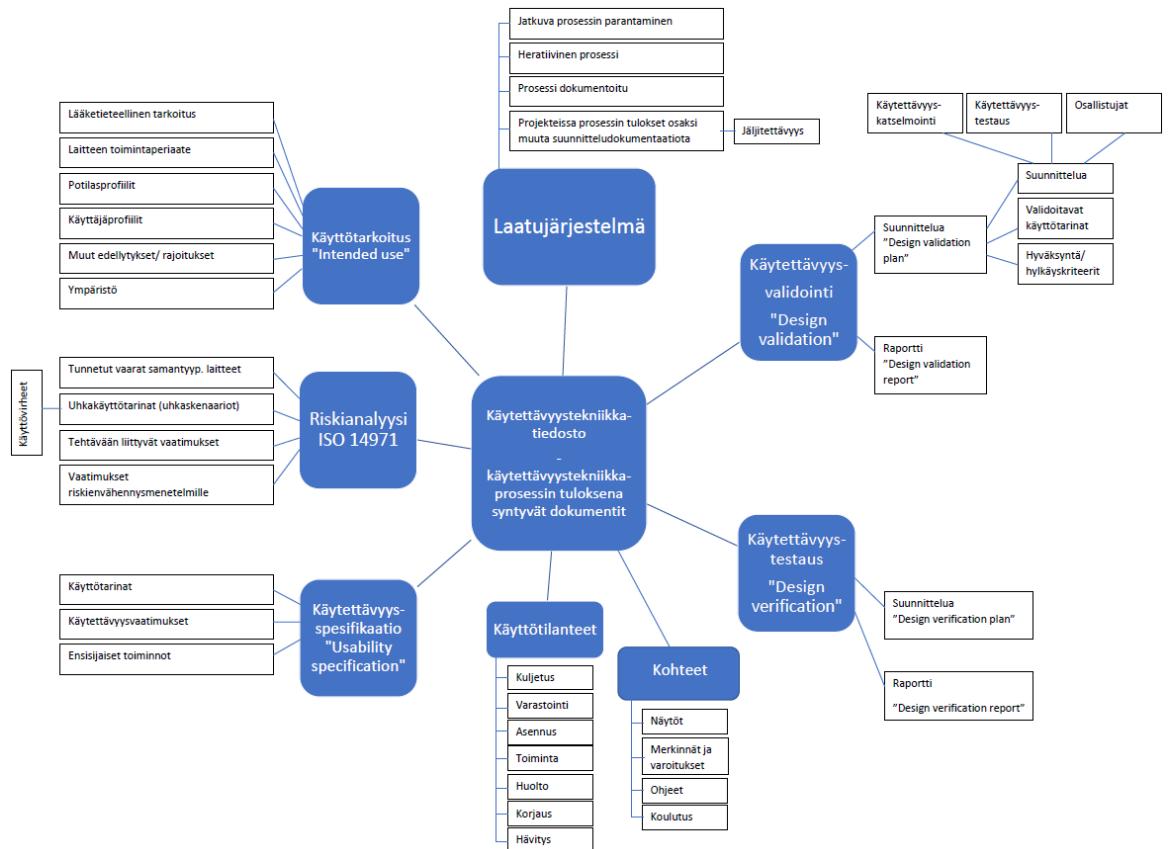 Jatkuva prosessin parantaminen
Heratiivinen prosessi
Prosessi dokumentoitu
Projekteissa prosessin tulokset osaksi
muuta suunnitteludokumentaatiota
Jäljitettävyys
Laatujärjestelmä
Lääketieteellinen tarkoitus
Laitteen toimintaperiaate
Potilasprofiilit
Käyttäjäprofiilit
Muut edellytykset/ rajoitukset
Ympäristö
Käyttötarkoitus
"Intended use"
Käytettävyys-
katselmointi
Käytettävyys-
testaus
Osallistujat
Suunnittelua
Validoitavat
käyttötarinat
Hyväksyntä/
hylkäyskriteerit
Suunnittelua
”Design validation
plan”
Käytettävyys-
validointi
"Design
validation"
Raportti
”Design validation
report”
Käyttövirheet
Tunnetut vaarat samantyyp. laitteet
Uhkakäyttötarinat (uhkaskenaariot)
Tehtävään liittyvät vaatimukset
Vaatimukset
riskienvähennysmenetelmille
Riskianalyysi
ISO 14971
Käytettävyystekniikka-
tiedosto
-
käytettävyystekniikka-
prosessin tuloksena
syntyvät dokumentit
Käyttötarinat
Käytettävyysvaatimukset
Ensisijaiset toiminnot
Käytettävyys-
spesifikaatio
"Usability
specification"
Käyttötilanteet
Kuljetus
Varastointi
Asennus
Toiminta
Huolto
Korjaus
Hävitys
Kohteet
Näytöt
Merkinnät ja
varoitukset
Ohjeet
Koulutus
Käytettävyys-
testaus
"Design
verification"
Suunnittelua
”Design verification plan”
Raportti
”Design verification report”